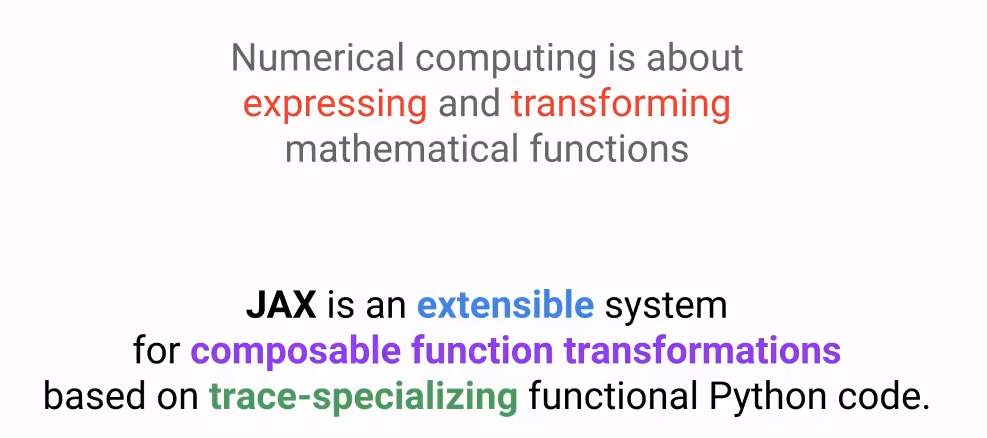 Numerical computing is about
expressing and transforming
mathematical functions
JAX is an extensible system
for composable function transformations
based on trace-specializing functional Python code.